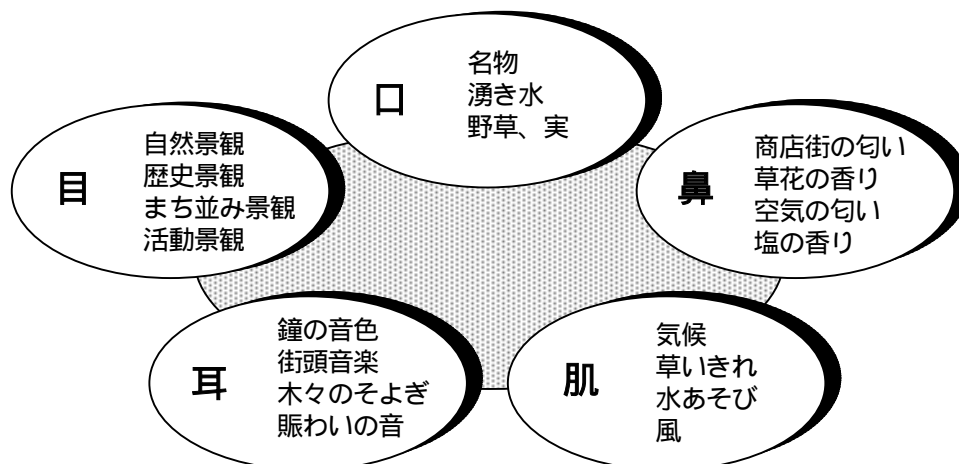 口
名物
湧き水
野草、実
目
自然景観
歴史景観
まち並み景観
活動景観
鼻
商店街の匂い
草花の香り
空気の匂い
塩の香り
耳
鐘の音色
街頭音楽
木々のそよぎ
賑わいの音
肌
気候
草いきれ
水あそび
風